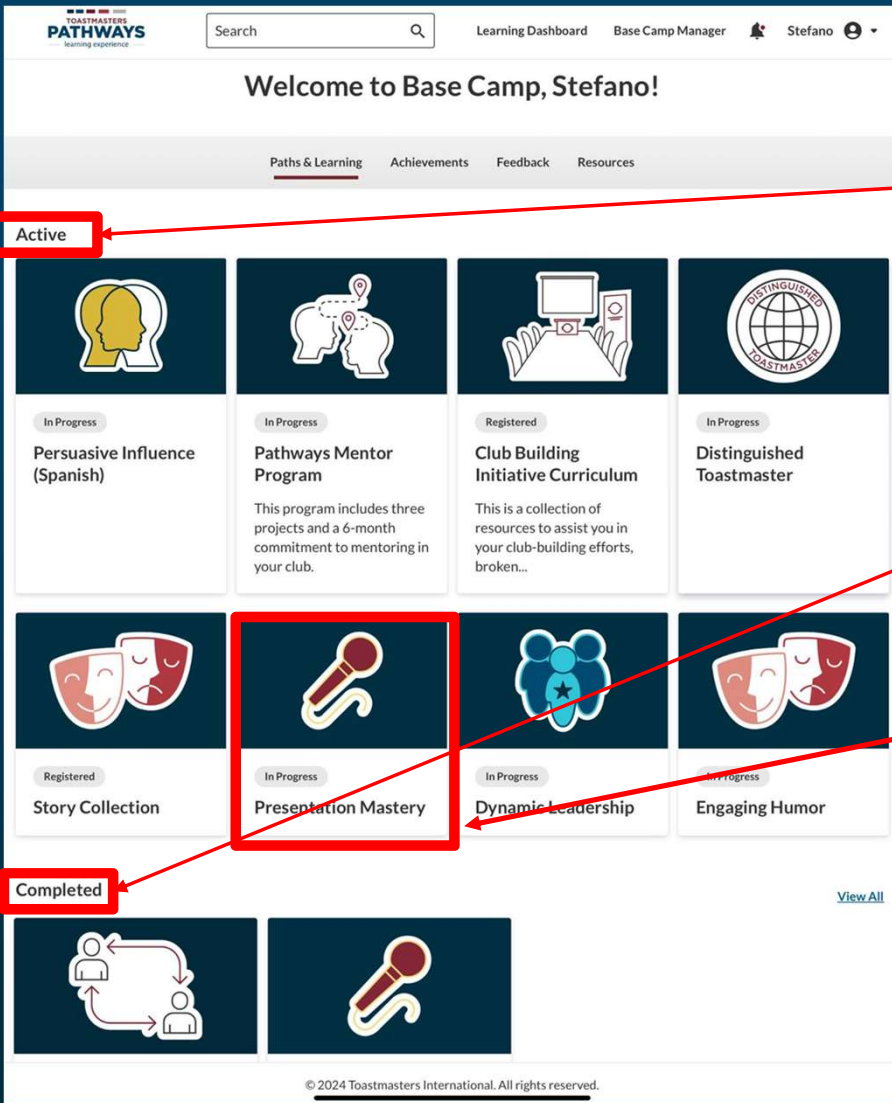 TOASTMASTERS
PATHWAYS
learning experience
Search
Learning Dashboard
Base Camp Manager
Stefano
Welcome to Base Camp, Stefano!
Paths & Learning
Achievements
Feedback
Resources
Active
DISTINGUISHED
TOASTMASTER
In Progress
Persuasive Influence
(Spanish)
In Progress
Pathways Mentor
Program
This program includes three
projects and a 6-month
commitment to mentoring in
your club.
Registered
Club Building
Initiative Curriculum
This is a collection of
resources to assist you in
your club-building efforts,
broken...
In Progress
Distinguished
Toastmaster
Registered
Story Collection
In Progress
Presentation Mastery
In Progress
Dynamic Leadership
In Progress
Engaging Humor
Completed
View All
© 2024 Toastmasters International. All rights reserved.